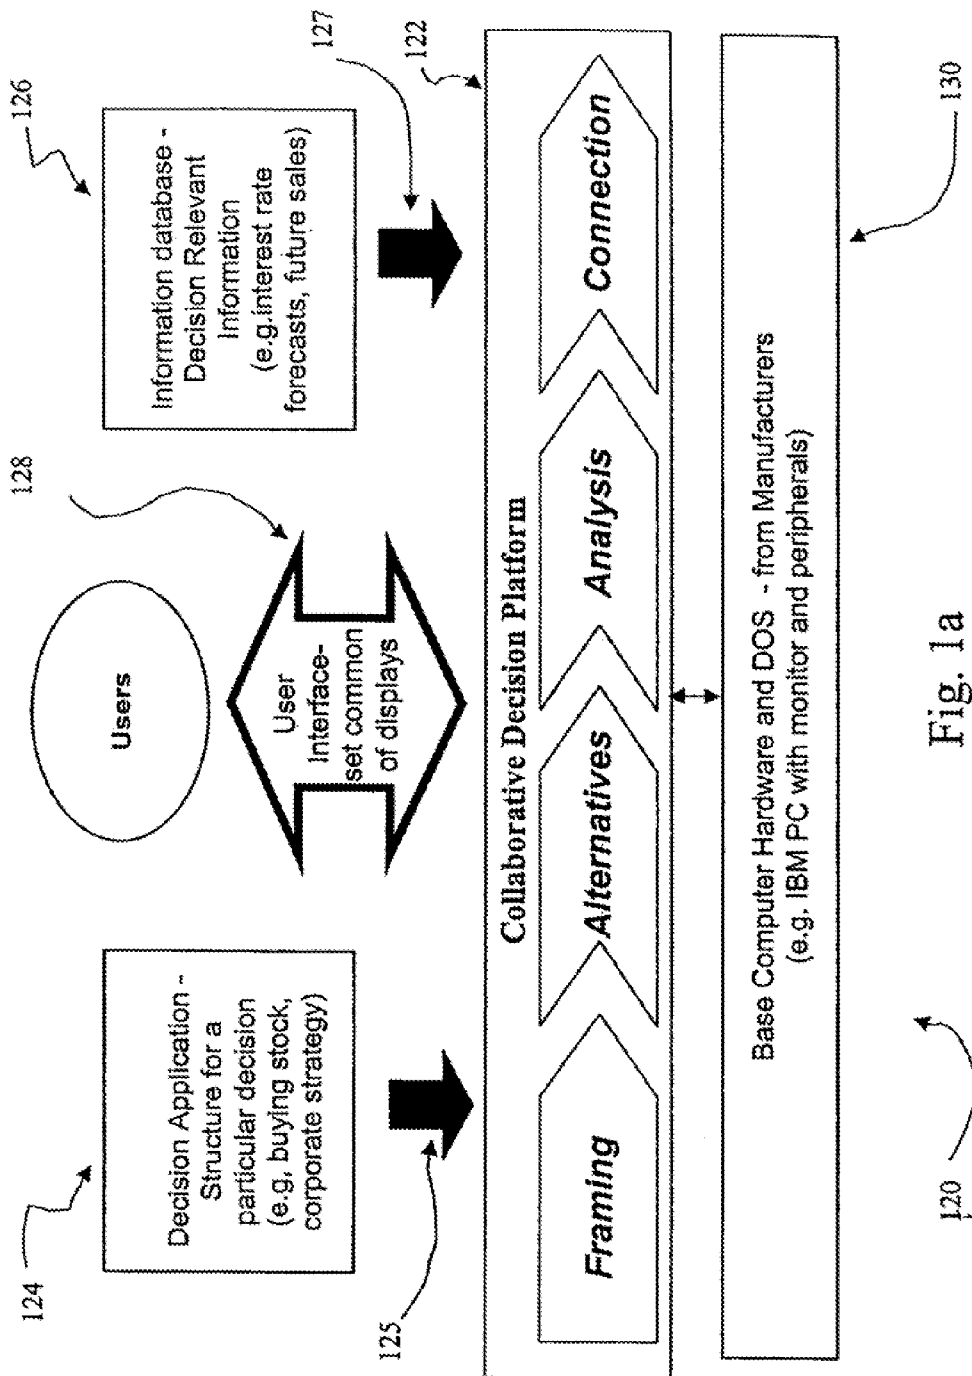 124
Decision Application -
Structure for a
particular decision
(e.g, buying stock,
corporate strategy)
125
Users
128
User
Interface-
set common
of displays
126
Information database -
Decision Relevant
Information
(e.g.interest rate
forecasts, future sales)
127
122
Collaborative Decision Platform
Framing
Alternatives
Analysis
Connection
Base Computer Hardware and DOS - from Manufacturers
(e.g. IBM PC with monitor and peripherals)
130
120
Fig. 1a